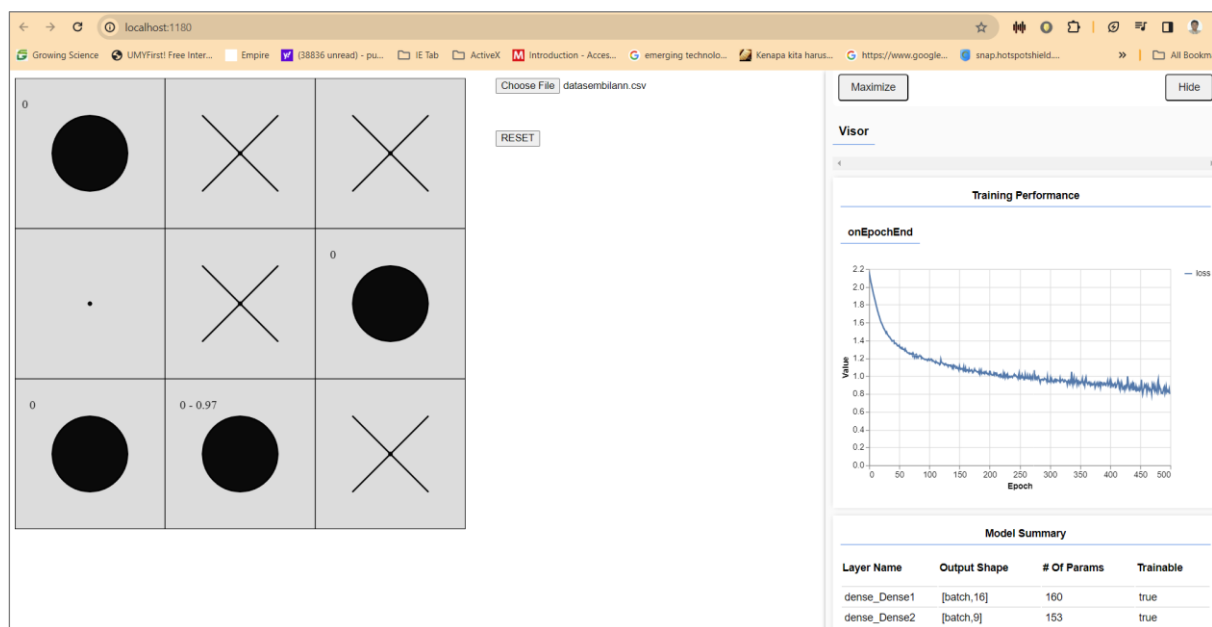 localhost:1180
Growing Science UMYFirst! Free Inter... Empire (38836 unread) - pu... IE Tab ActiveX Introduction - Acces... emerging technolo... Kenapa kita harus... https://www.google... snap.hotspotshield.... » All Bookm
Choose File datasembilann.csv
RESET
0
0
0
0 - 0.97
Maximize Hide
Visor
Training Performance
onEpochEnd
2.2
2.0
1.8
1.6
1.4
1.2
1.0
0.8
0.6
0.4
0.2
0.0
Value
0 50 100 150 200 250 300 350 400 450 500
Epoch
loss
Model Summary
Layer Name Output Shape # Of Params Trainable
dense_Dense1 [batch,16] 160 true
dense_Dense2 [batch,9] 153 true